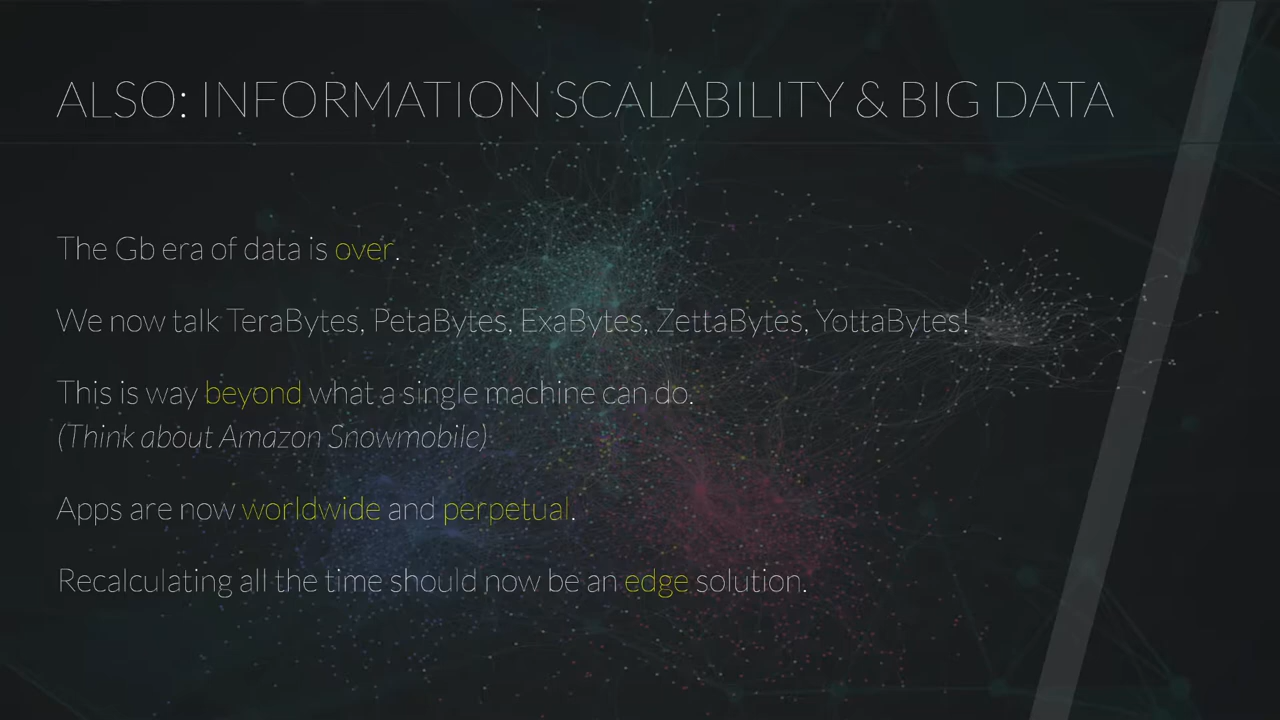 ALSO: INFORMATION SCALABILITY & BIG DATA
The Gb era of data is over.
We now talk TeraBytes, PetaBytes, ExaBytes, ZettaBytes, YottaBytes!
This is way beyond what a single machine can do.
(Think about Amazon Snowmobile)
Apps are now worldwide and perpetual.
Recalculating all the time should now be an edge solution.